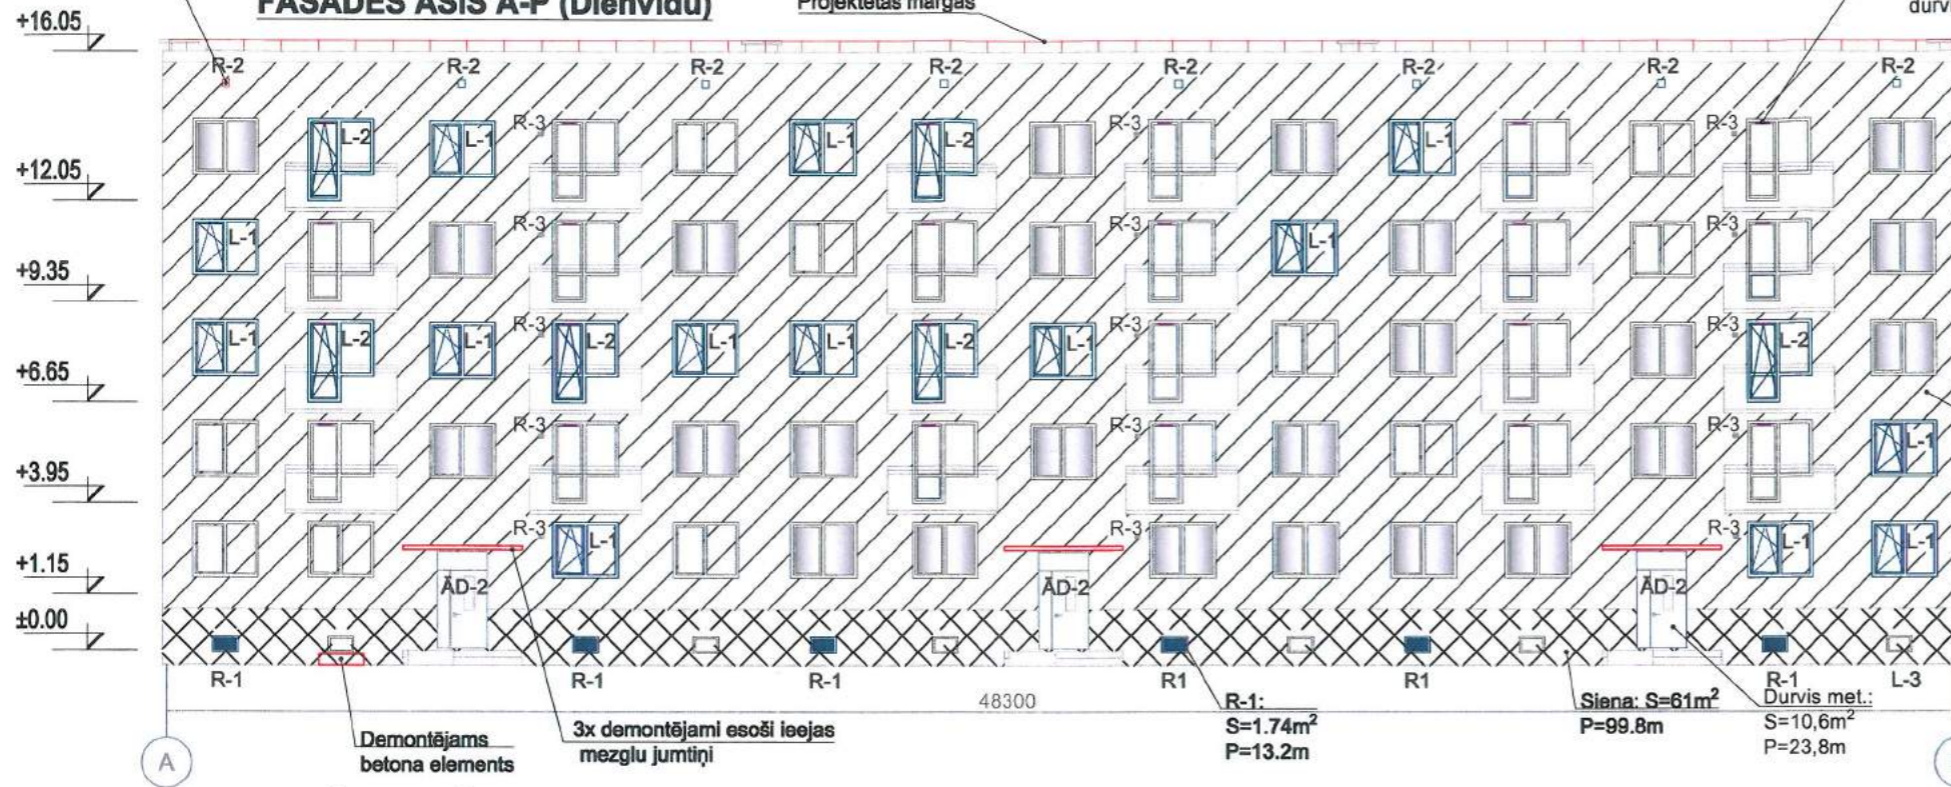 FASĀDES ASĪS A-P (Dienvidu)
Projektētās margas
durvi
+16.05
R-2 R-2 R-2 R-2 R-2 R-2 R-2 R-2
L-2 L-1 R-3 L-1 L-2 R-3 L-1 R-3
+12.05
L-1 R-3 R-3 L-1 R-3
+9.35
L-1 L-2 L-1 R-3 L-2 L-1 L-1 L-2 L-1 R-3 R-3 L-2
+6.65
R-3 R-3 R-3 L-1
+3.95
R-3 L-1 R-3 R-3 L-1 L-1
+1.15
ĀD-2 ĀD-2 ĀD-2
±0.00
R-1 R-1 R-1 R1 R1 R-1 L-3
48300
R-1:
S=1.74m²
P=13.2m
Siena: S=61m²
P=99.8m
Durvis met.:
S=10,6m²
P=23,8m
3x demontējami esoši ieejas
mezglu jumtiņi
Demontējams
betona elements
A